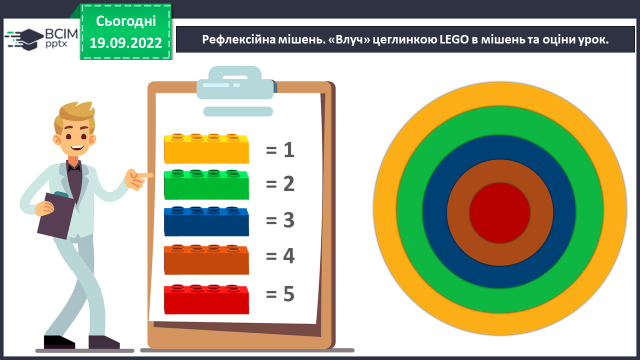 BCIM
pptx
Сьогодні
19.09.2022
Рефлексійна мішень. «Влуч» цеглинкою LEGO в мішень та оціни урок.
= 1
= 2
= 3
= 4
= 5